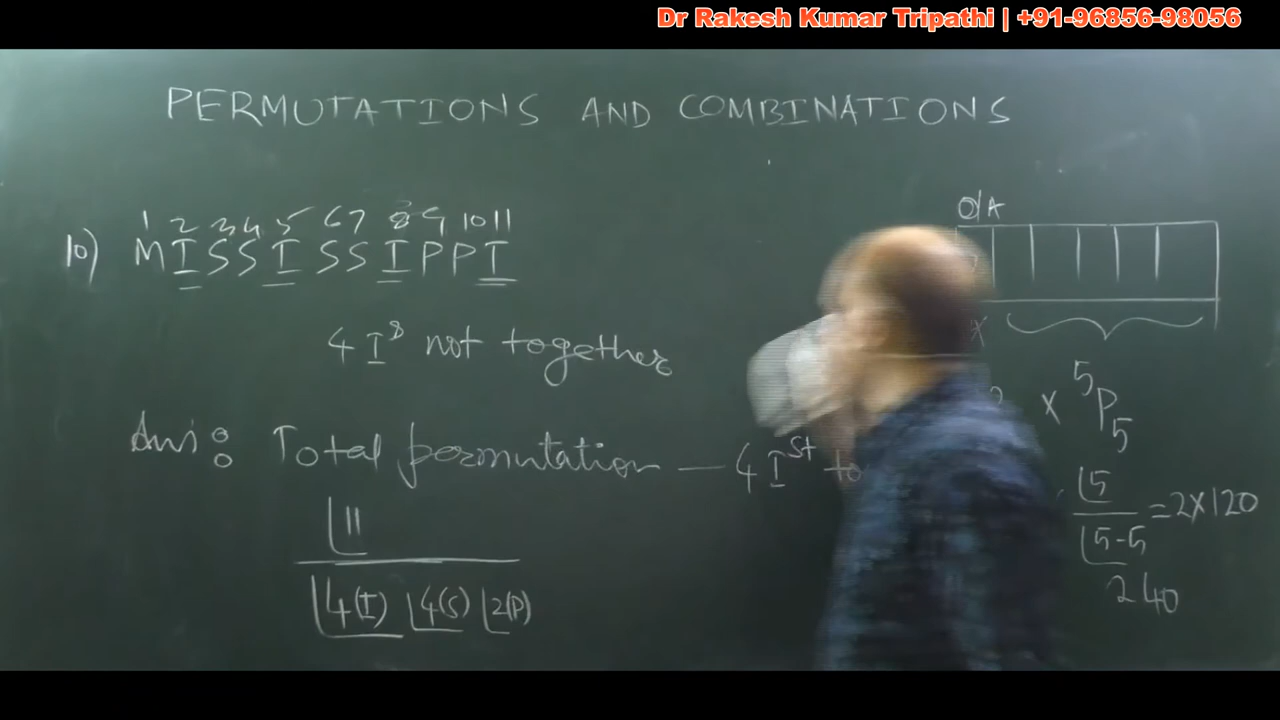 Dr Rakesh Kumar Tripathi | +91-96856-98056
PERMUTATIONS AND COMBINATIONS
1 2 3 4 5 6 7 8 9 10 11
10) MISSISSIPPI
4 I^s not together
Ans: Total permutation — 4 I^st to
⌊11
⌊4(I) ⌊4(S) ⌊2(P)
O/A
x ⁵P₅
⌊5
⌊5-5
= 2x120
240